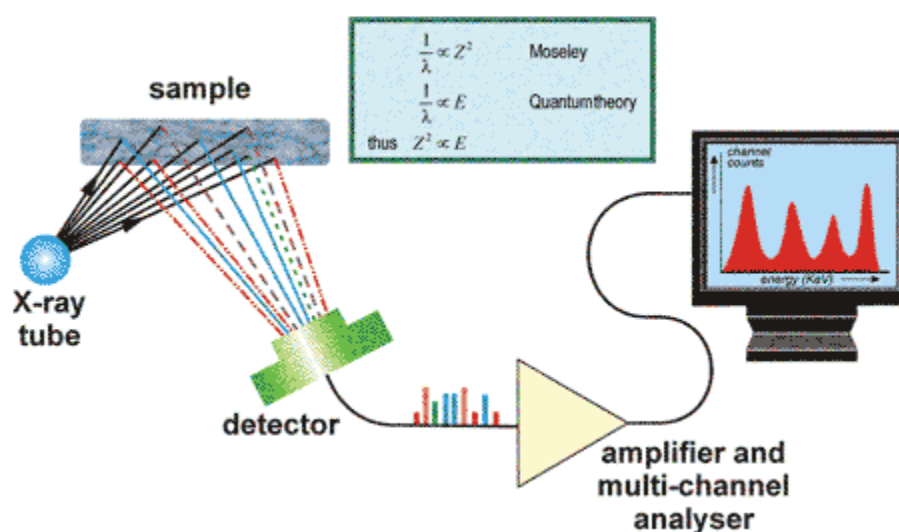 sample
1/λ ∝ Z² Moseley
1/λ ∝ E Quantumtheory
thus Z² ∝ E
channel
counts
energy (KeV)
X-ray
tube
detector
amplifier and
multi-channel
analyser